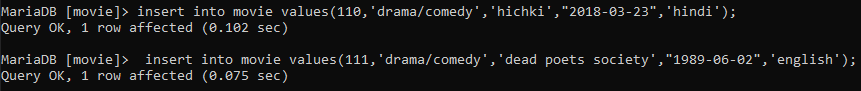 MariaDB [movie]> insert into movie values(110,'drama/comedy','hichki',"2018-03-23",'hindi');
Query OK, 1 row affected (0.102 sec)
MariaDB [movie]>  insert into movie values(111,'drama/comedy','dead poets society',"1989-06-02",'english');
Query OK, 1 row affected (0.075 sec)